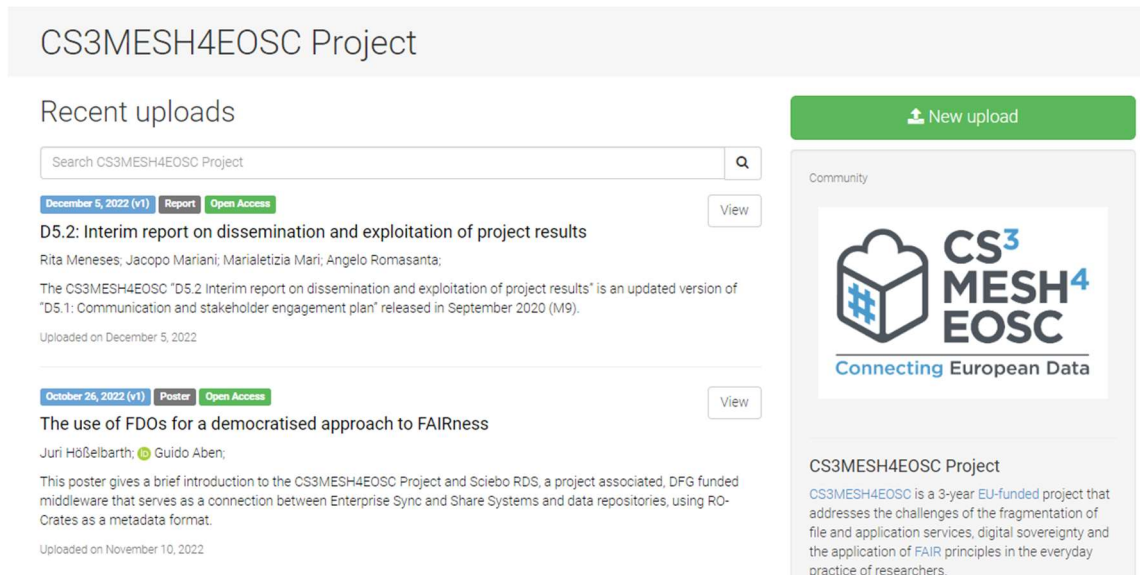 CS3MESH4EOSC Project
Recent uploads
Search CS3MESH4EOSC Project
December 5, 2022 (v1) Report Open Access
View
D5.2: Interim report on dissemination and exploitation of project results
Rita Meneses; Jacopo Mariani; Marialetizia Mari; Angelo Romasanta;
The CS3MESH4EOSC "D5.2 Interim report on dissemination and exploitation of project results" is an updated version of
"D5.1: Communication and stakeholder engagement plan" released in September 2020 (M9).
Uploaded on December 5, 2022
October 26, 2022 (v1) Poster Open Access
View
The use of FDOs for a democratised approach to FAIRness
Juri Hößelbarth; iD Guido Aben;
This poster gives a brief introduction to the CS3MESH4EOSC Project and Sciebo RDS, a project associated, DFG funded
middleware that serves as a connection between Enterprise Sync and Share Systems and data repositories, using RO-
Crates as a metadata format.
Uploaded on November 10, 2022
New upload
Community
CS3
MESH4
EOSC
Connecting European Data
CS3MESH4EOSC Project
CS3MESH4EOSC is a 3-year EU-funded project that
addresses the challenges of the fragmentation of
file and application services, digital sovereignty and
the application of FAIR principles in the everyday
practice of researchers.